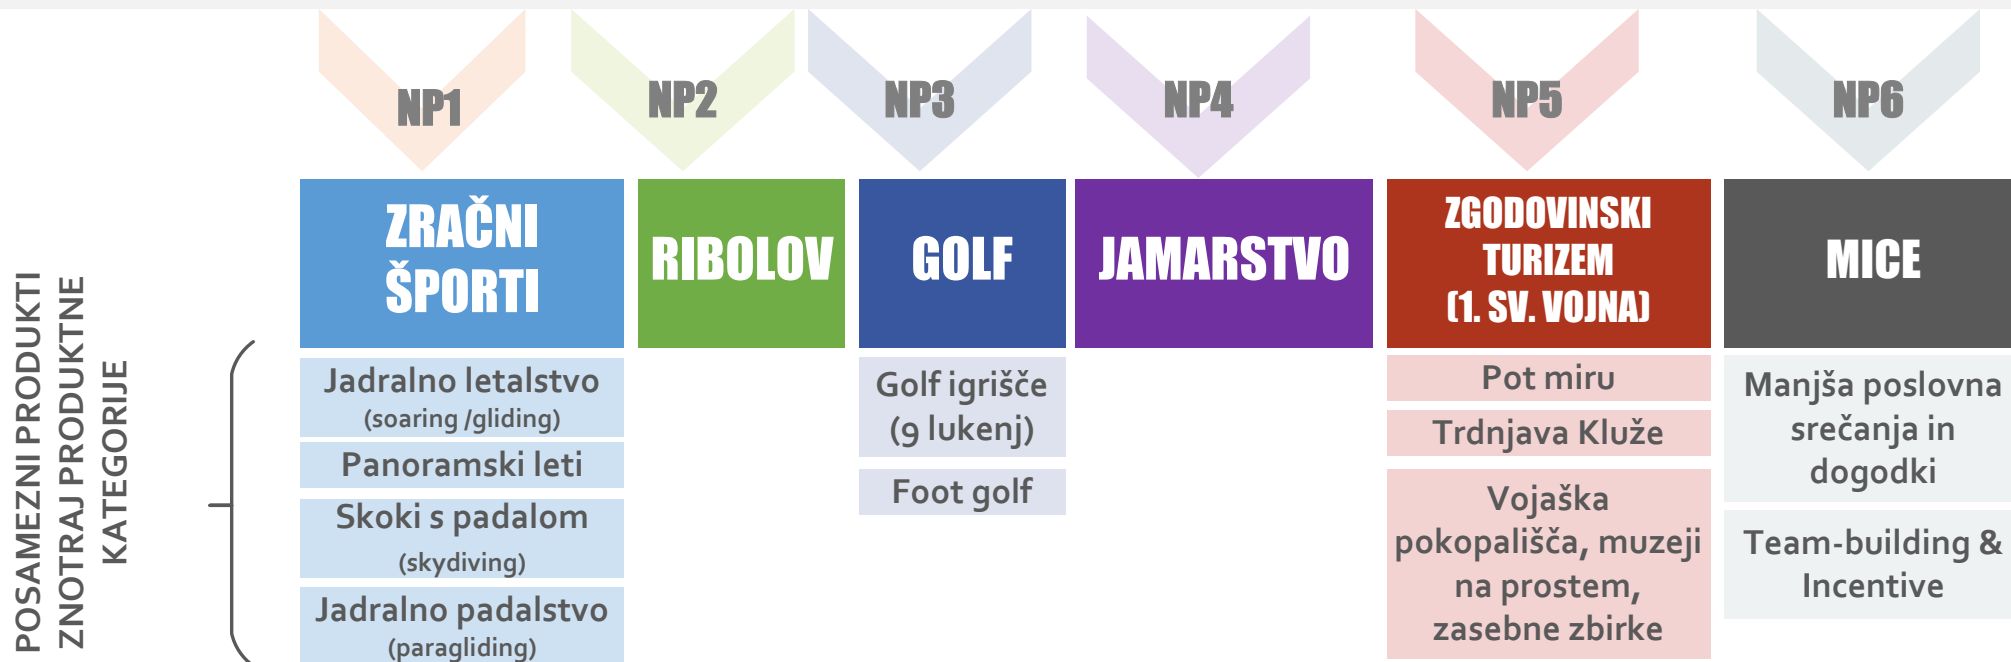 NP1
NP2
NP3
NP4
NP5
NP6
ZRAČNI
ŠPORTI
RIBOLOV
GOLF
JAMARSTVO
ZGODOVINSKI
TURIZEM
(1. SV. VOJNA)
MICE
POSAMEZNI PRODUKTI
ZNOTRAJ PRODUKTNE
KATEGORIJE
Jadralno letalstvo
(soaring /gliding)
Panoramski leti
Skoki s padalom
(skydiving)
Jadralno padalstvo
(paragliding)
Golf igrišče
(9 lukenj)
Foot golf
Pot miru
Trdnjava Kluže
Vojaška
pokopališča, muzeji
na prostem,
zasebne zbirke
Manjša poslovna
srečanja in
dogodki
Team-building &
Incentive